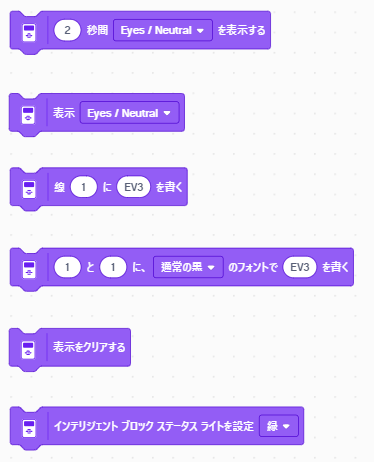 2 秒間 Eyes / Neutral を表示する
表示 Eyes / Neutral
線 1 に EV3 を書く
1 と 1 に、 通常の黒 のフォントで EV3 を書く
表示をクリアする
インテリジェント ブロック ステータス ライトを設定 緑